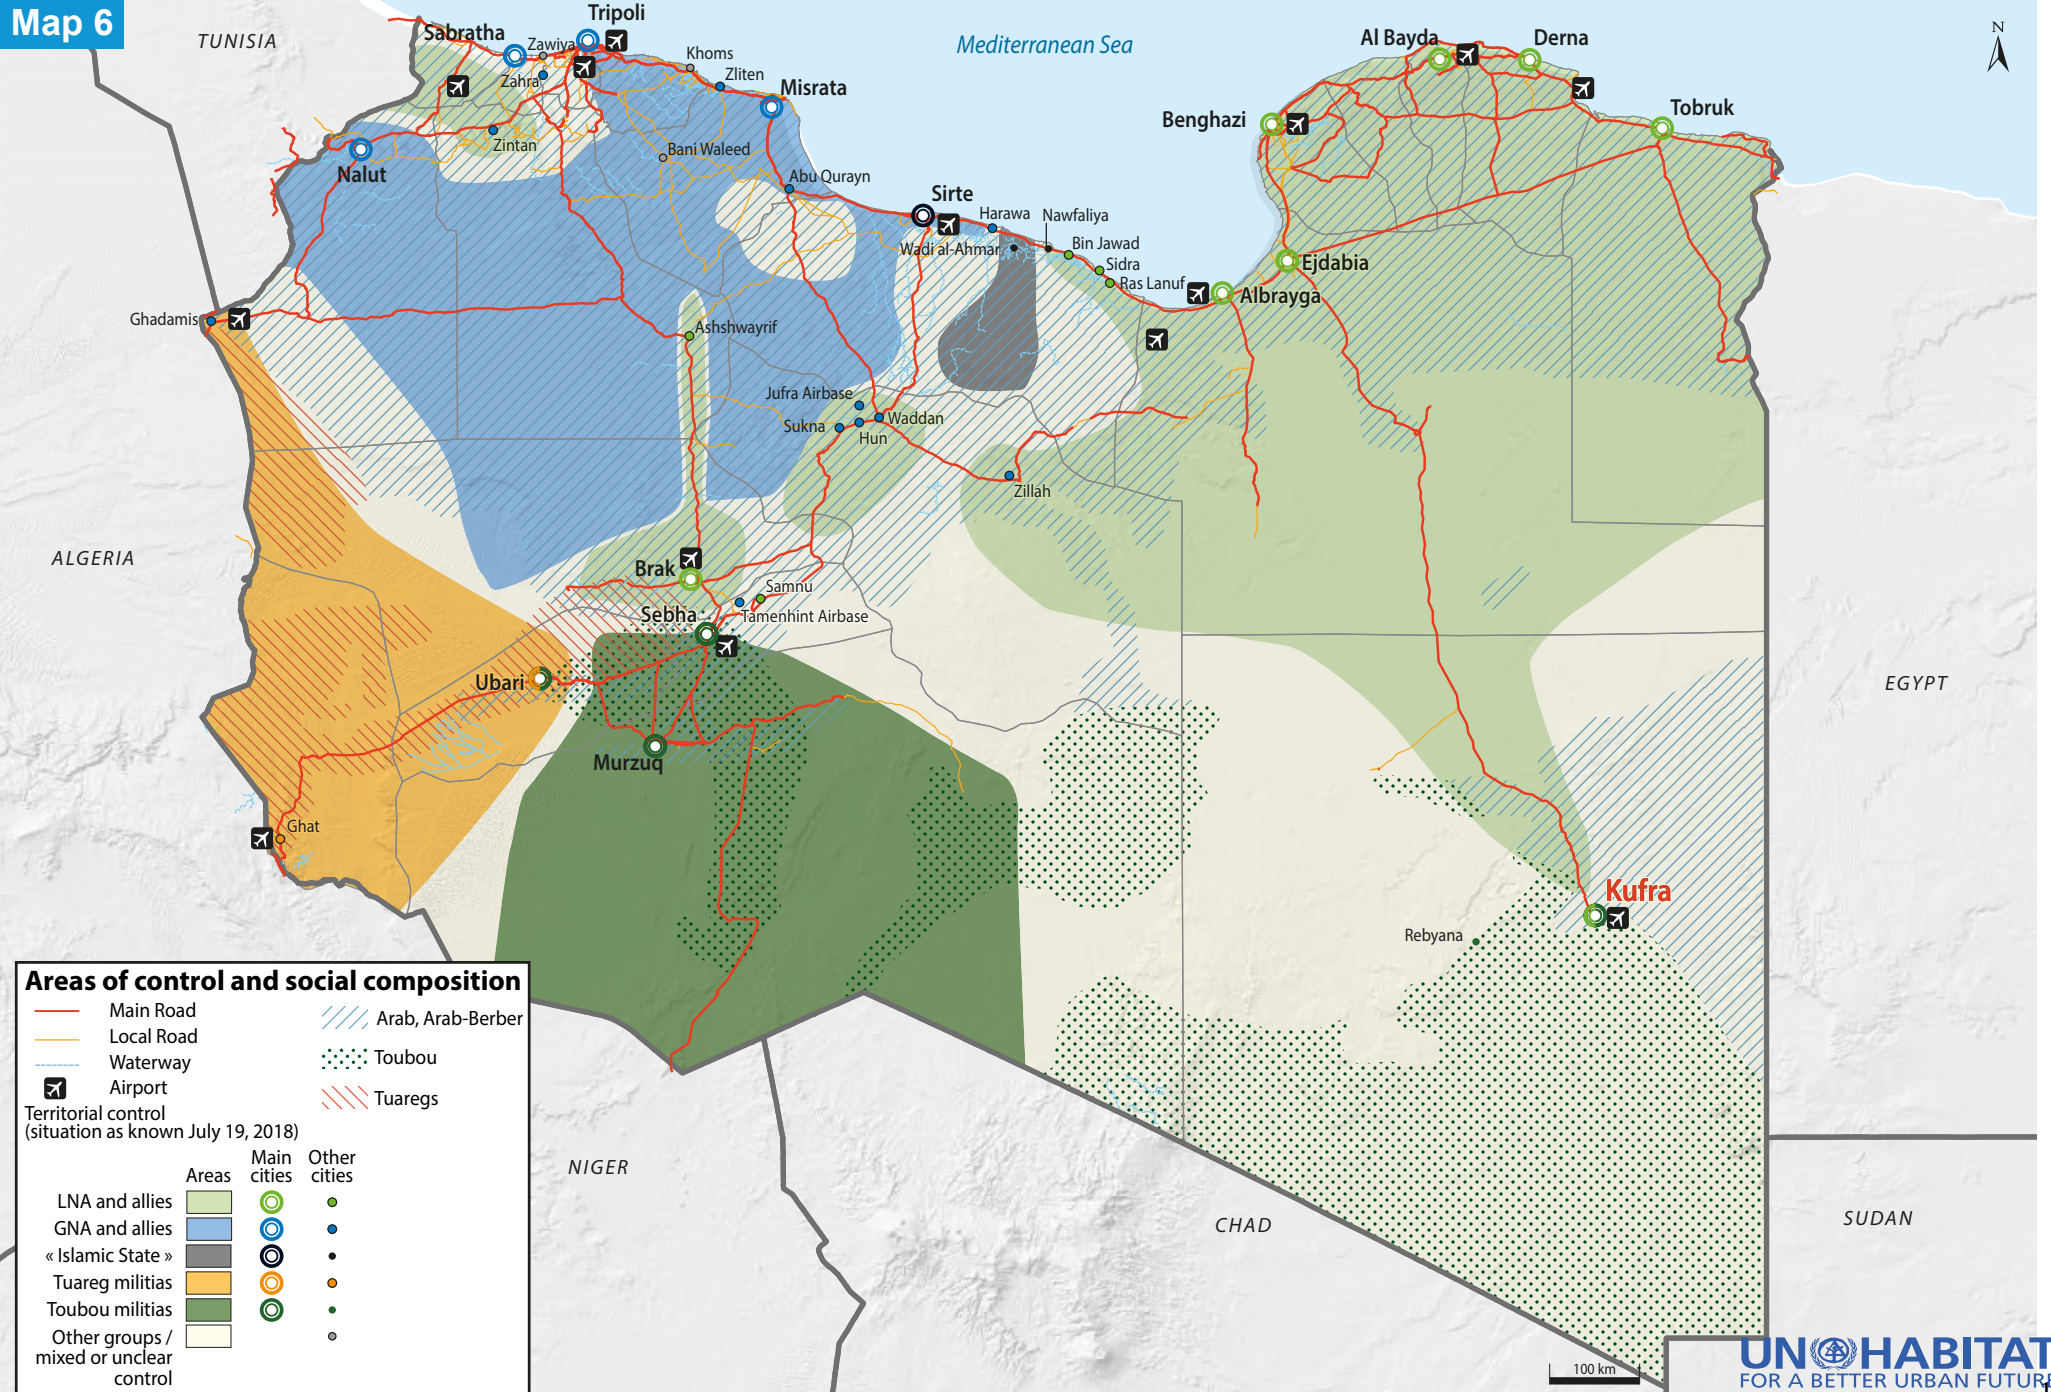 Map 6
TUNISIA
Sabratha
Tripoli
Zawiya
Zahra
Khoms
Zliten
Misrata
Mediterranean Sea
Al Bayda
Derna
N
Benghazi
Tobruk
Zintan
Nalut
Bani Waleed
Abu Qurayn
Sirte
Harawa
Nawfaliya
Wadi al-Ahmar
Bin Jawad
Sidra
Ras Lanuf
Ejdabia
Albrayga
Ghadamis
Ashshwayrif
Jufra Airbase
Sukna
Hun
Waddan
Zillah
ALGERIA
Brak
Samnu
Sebha
Tamenhint Airbase
Ubari
EGYPT
Murzuq
Ghat
Kufra
Rebyana
Areas of control and social composition
Main Road
Local Road
Waterway
Airport
Arab, Arab-Berber
Toubou
Tuaregs
Territorial control
(situation as known July 19, 2018)
Areas
Main cities
Other cities
LNA and allies
GNA and allies
« Islamic State »
Tuareg militias
Toubou militias
Other groups /
mixed or unclear
control
NIGER
CHAD
SUDAN
100 km
UN HABITAT
FOR A BETTER URBAN FUTURE